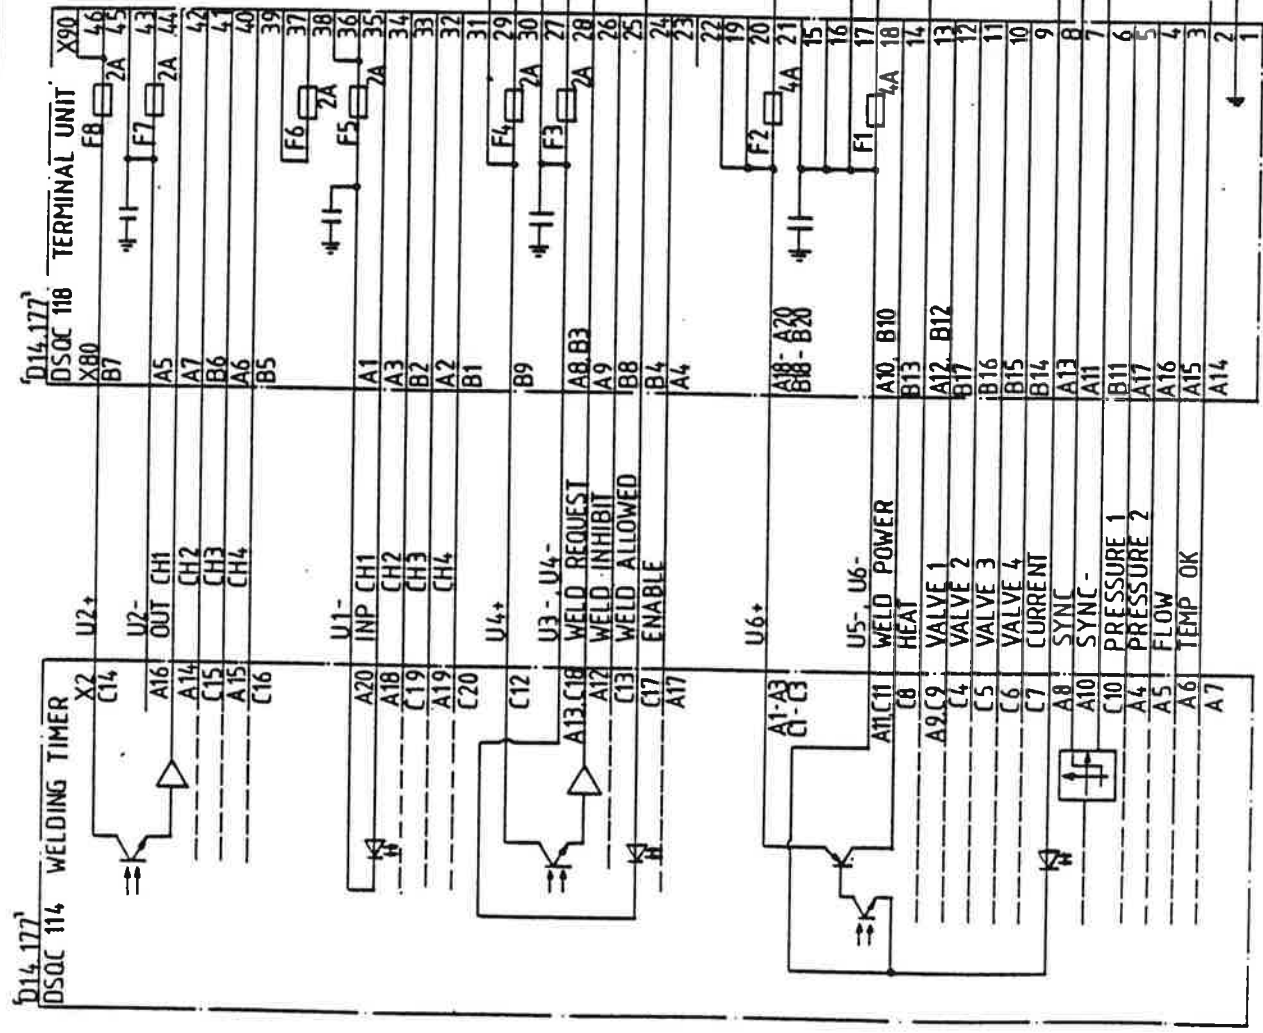 D14.177
DSQC 114 WELDING TIMER
X2
C14
A16
A14
C15
A15
C16
A20
A18
C19
A19
C20
C12
A13,C18
A12
C13
C17
A17
A1-A3
C1-C3
A11,C11
C8
A9,C9
C4
C5
C6
C7
A8
A10
C10
A4
A5
A6
A7
U2+
U2-
OUT CH1
CH2
CH3
CH4
U1-
INP CH1
CH2
CH3
CH4
U4+
U3-, U4-
WELD REQUEST
WELD INHIBIT
WELD ALLOWED
ENABLE
U6+
U5-, U6-
WELD POWER
HEAT
VALVE 1
VALVE 2
VALVE 3
VALVE 4
CURRENT
SYNC
SYNC-
PRESSURE 1
PRESSURE 2
FLOW
TEMP OK
D14.177
DSQC 118 TERMINAL UNIT
X80
B7
A5
A7
B6
A6
B5
A1
A3
B2
A2
B1
B9
A8,B3
A9
B8
B4
A4
A18-A20
B18-B20
A10, B10
B13
A12, B12
B17
B16
B15
B14
A13
A11
B11
A17
A16
A15
A14
F8
2A
F7
2A
F6
2A
F5
2A
F4
2A
F3
2A
F2
4A
F1
4A
X90
46
45
43
44
42
41
40
39
37
38
36
35
34
33
32
31
29
30
27
28
26
25
24
23
22
19
20
21
15
16
17
18
14
13
12
11
10
9
8
7
6
5
4
3
2
1